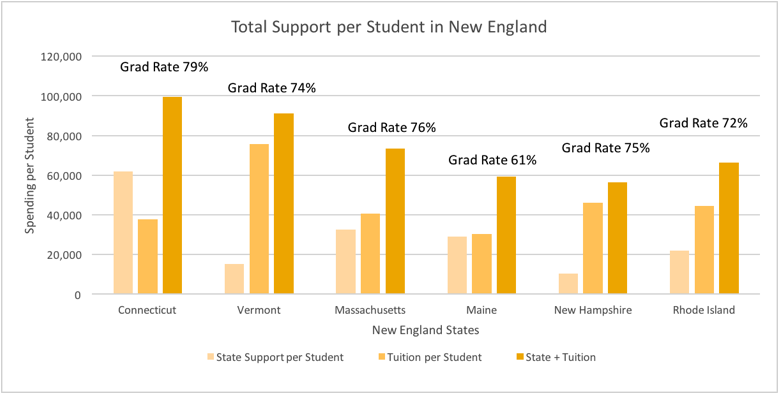 Total Support per Student in New England
120,000
100,000
80,000
60,000
40,000
20,000
0
Spending per Student
Grad Rate 79%
Grad Rate 74%
Grad Rate 76%
Grad Rate 61%
Grad Rate 75%
Grad Rate 72%
Connecticut Vermont Massachusetts Maine New Hampshire Rhode Island
New England States
State Support per Student Tuition per Student State + Tuition